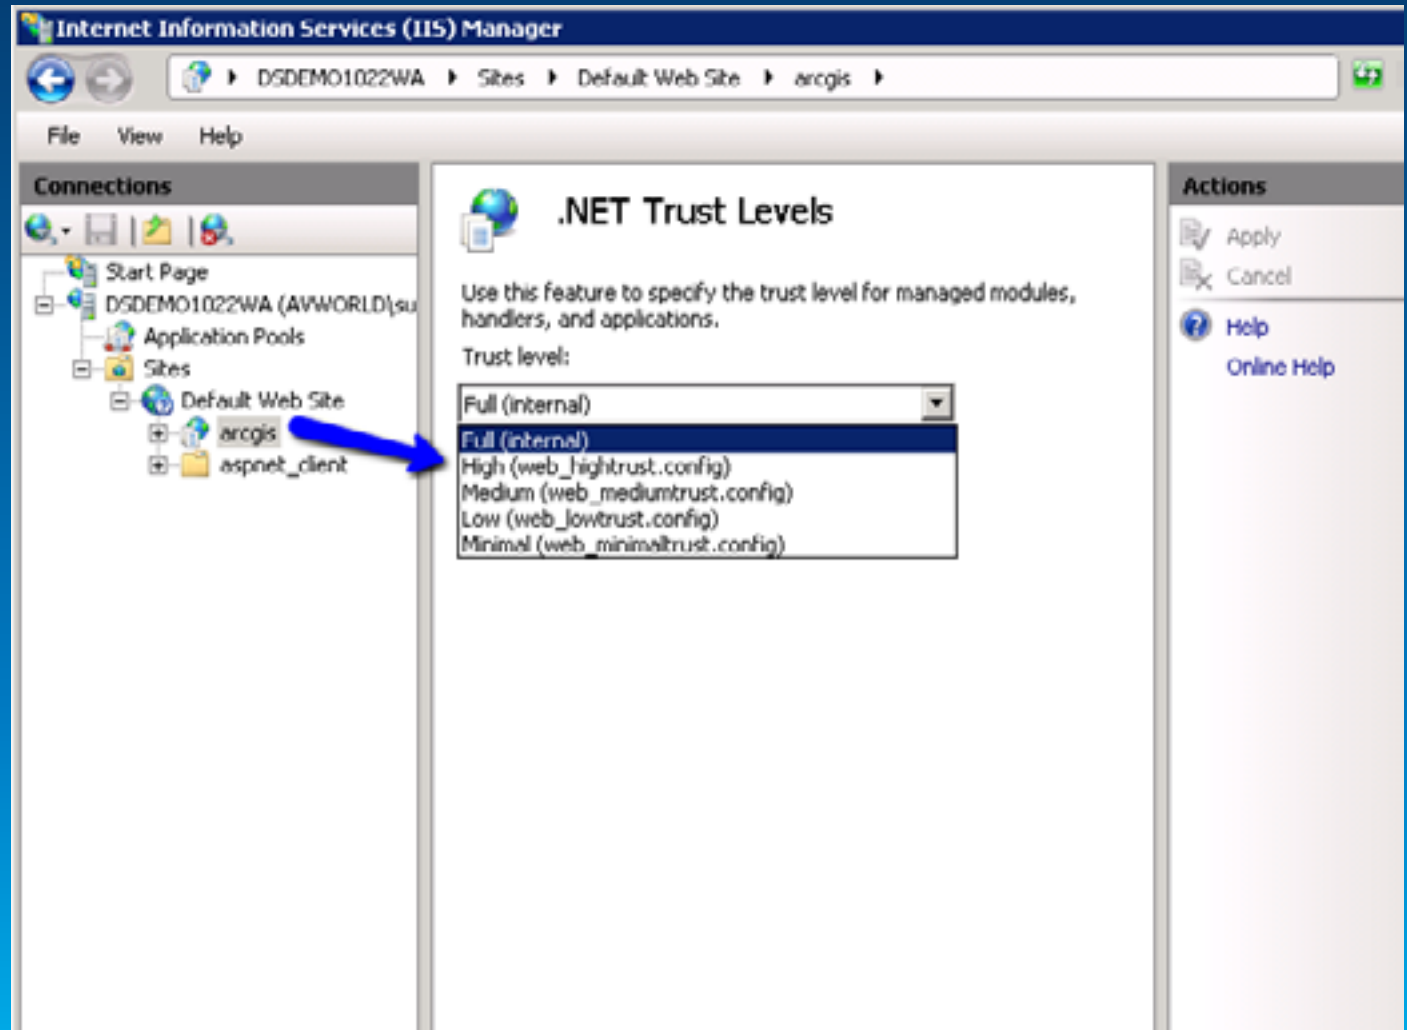 Internet Information Services (IIS) Manager
DSDEMO1022WA Sites Default Web Site arcgis
File View Help
Connections
Start Page
DSDEMO1022WA (AVWORLD\su
Application Pools
Sites
Default Web Site
arcgis
aspnet_client
.NET Trust Levels
Use this feature to specify the trust level for managed modules,
handlers, and applications.
Trust level:
Full (internal)
Full (internal)
High (web_hightrust.config)
Medium (web_mediumtrust.config)
Low (web_lowtrust.config)
Minimal (web_minimaltrust.config)
Actions
Apply
Cancel
Help
Online Help